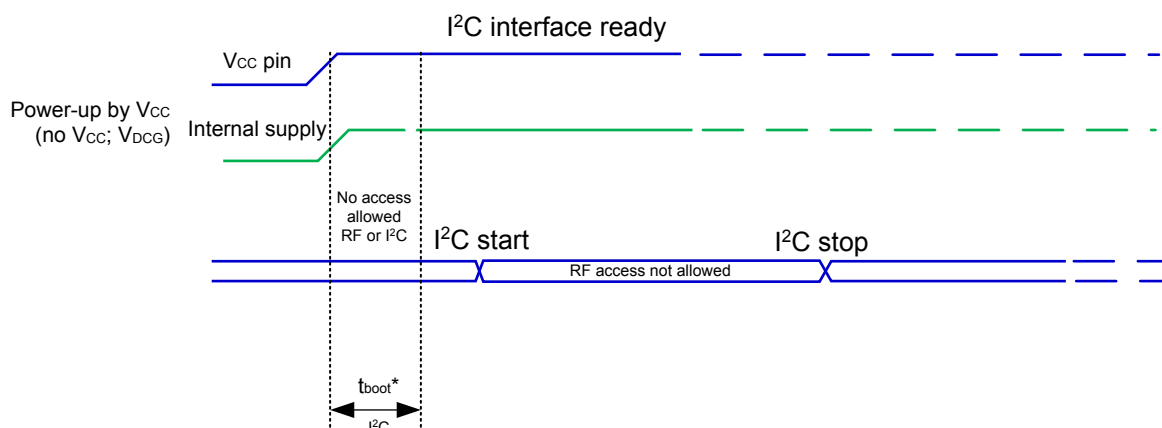 I²C interface ready
Vcc pin
Power-up by Vcc
(no Vcc; VDCG)
Internal supply
No access
allowed
RF or I²C
I²C start
I²C stop
RF access not allowed
tboot*
I²C